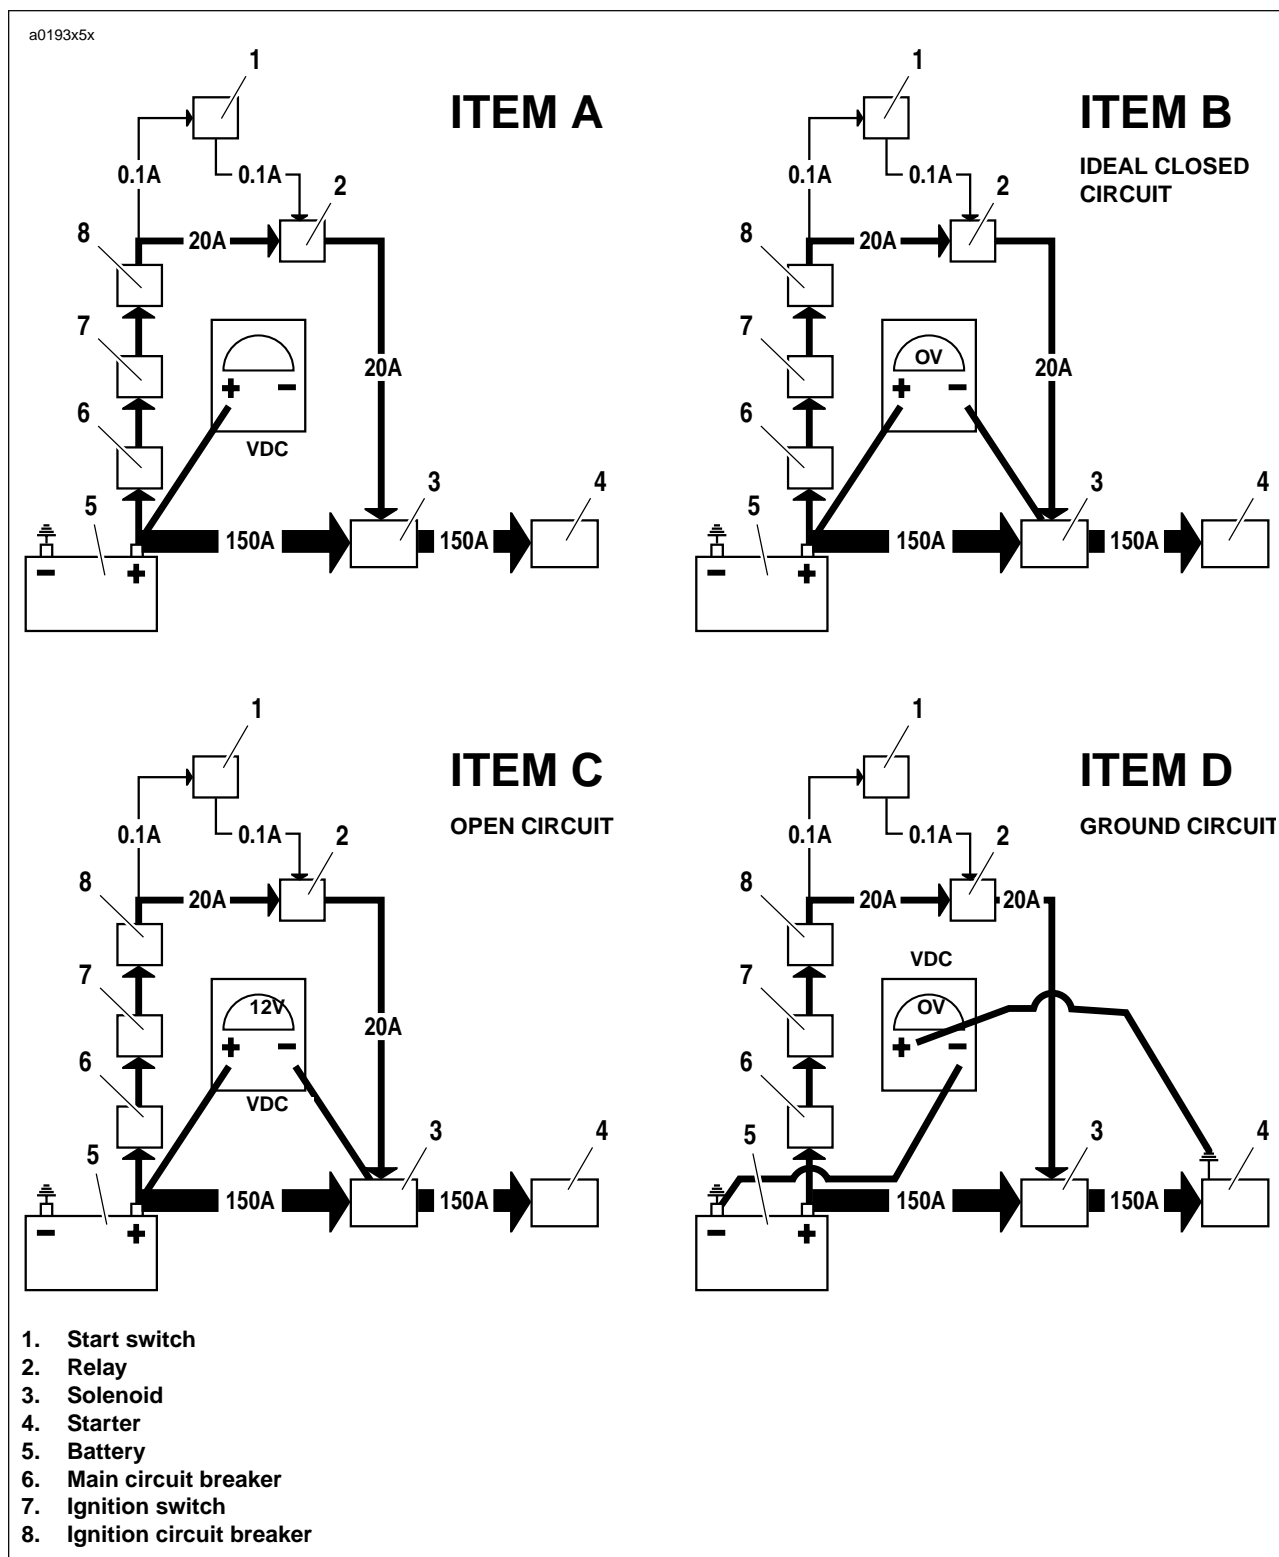 a0193x5x
1
ITEM A
0.1A
0.1A
2
8
20A
7
20A
+ −
6
VDC
5
3
4
150A
150A
− +
1
ITEM B
IDEAL CLOSED
CIRCUIT
0.1A
0.1A
2
8
20A
7
OV
20A
+ −
6
5
3
4
150A
150A
− +
1
ITEM C
OPEN CIRCUIT
0.1A
0.1A
2
8
20A
7
12V
20A
+ −
6
VDC
5
3
4
150A
150A
− +
1
ITEM D
GROUND CIRCUIT
0.1A
0.1A
2
8
20A
20A
VDC
7
OV
+ −
6
5
3
4
150A
150A
− +
1. Start switch
2. Relay
3. Solenoid
4. Starter
5. Battery
6. Main circuit breaker
7. Ignition switch
8. Ignition circuit breaker